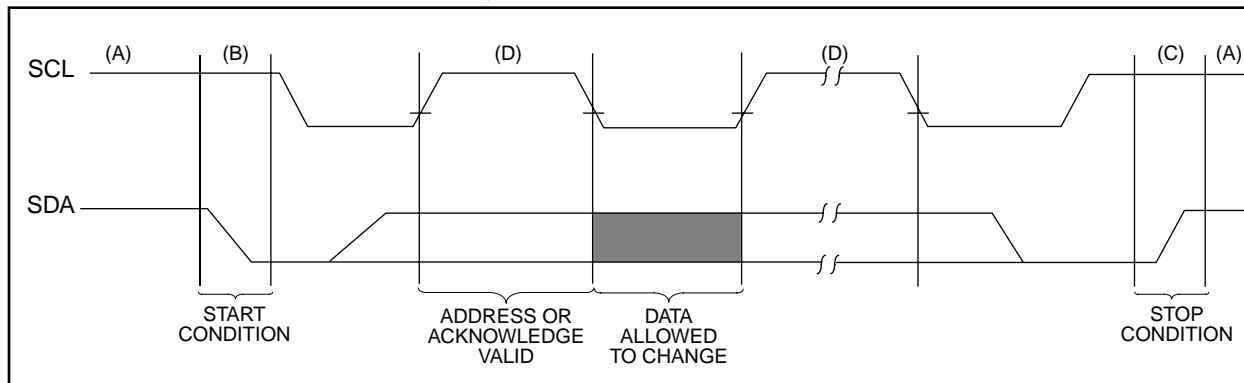 (A) (B) (D) (D) (C) (A)
SCL
SDA
START
CONDITION
ADDRESS OR
ACKNOWLEDGE
VALID
DATA
ALLOWED
TO CHANGE
STOP
CONDITION